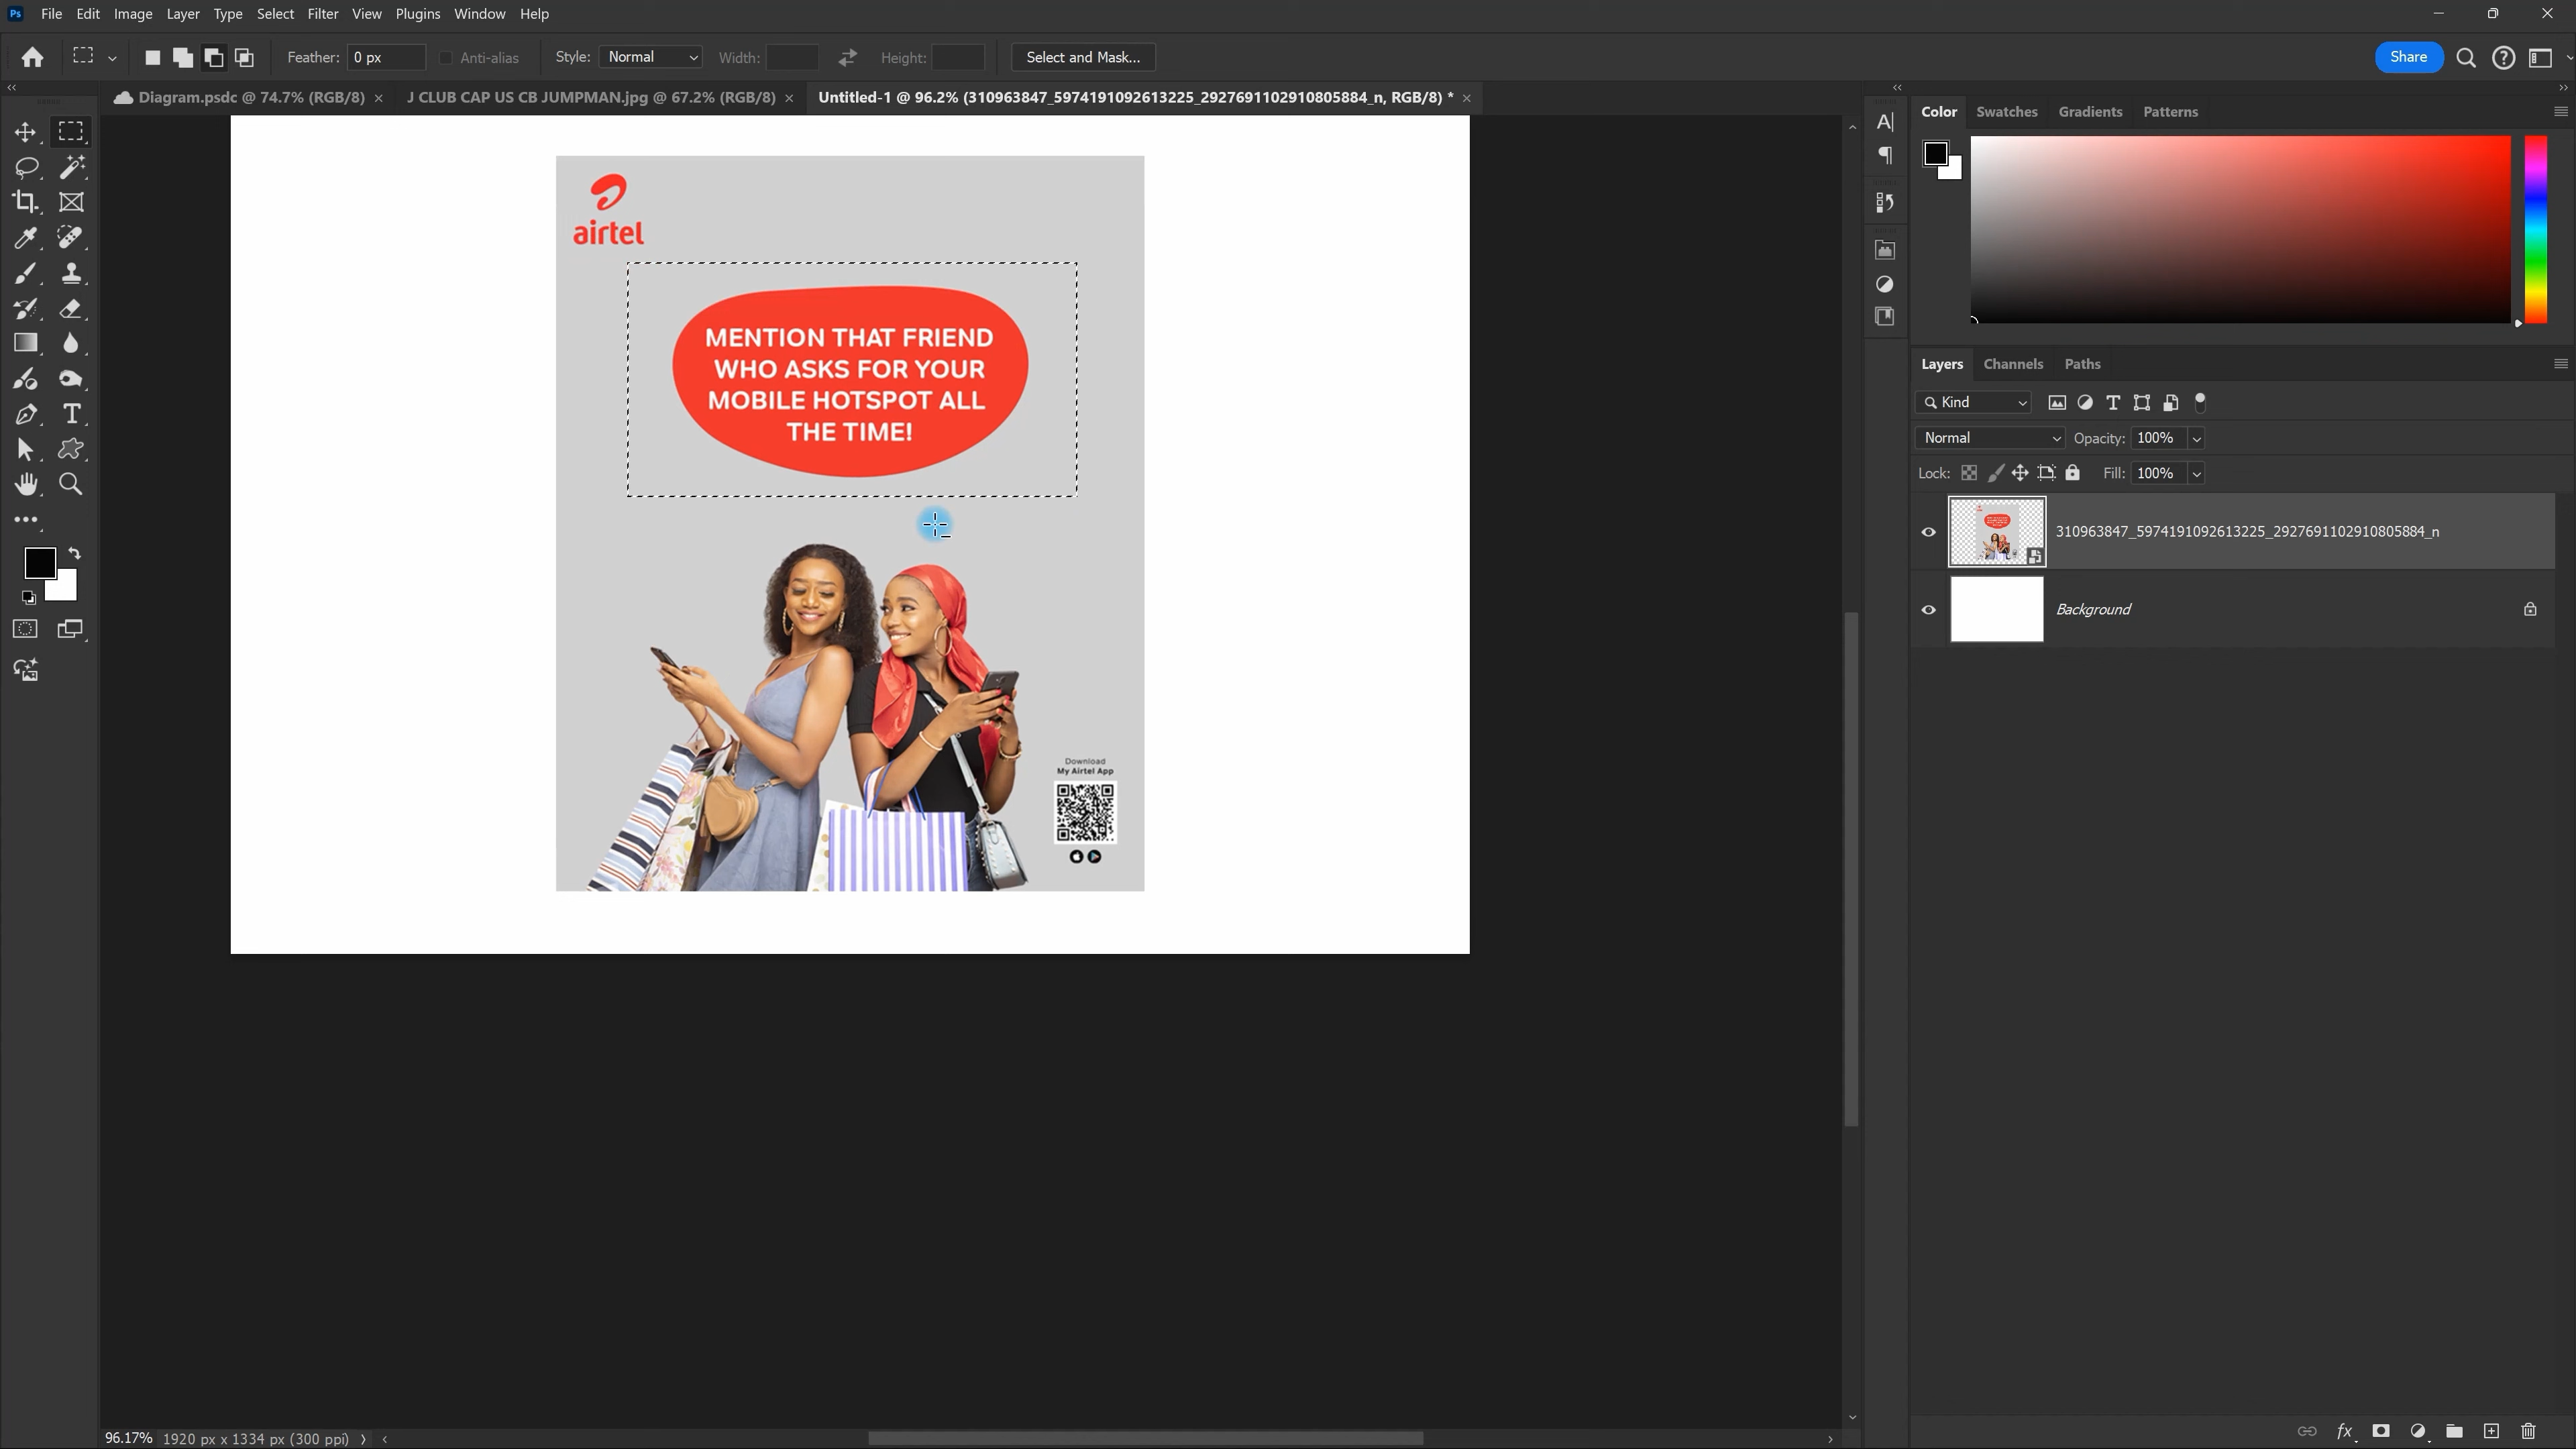 Ps File Edit Image Layer Type Select Filter View Plugins Window Help
Feather: 0 px Anti-alias Style: Normal Width: Height: Select and Mask... Share
Diagram.psdc @ 74.7% (RGB/8) × J CLUB CAP US CB JUMPMAN.jpg @ 67.2% (RGB/8) × Untitled-1 @ 96.2% (310963847_5974191092613225_2927691102910805884_n, RGB/8) * ×
airtel
MENTION THAT FRIEND
WHO ASKS FOR YOUR
MOBILE HOTSPOT ALL
THE TIME!
Download
My Airtel App
Color Swatches Gradients Patterns
Layers Channels Paths
Kind
Normal Opacity: 100%
Lock: Fill: 100%
310963847_5974191092613225_2927691102910805884_n
Background
fx
96.17% 1920 px x 1334 px (300 ppi)